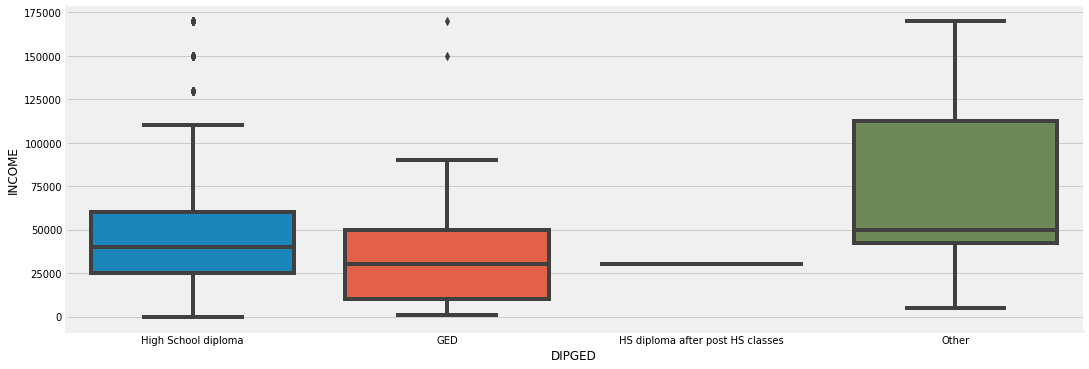 175000
150000
125000
100000
75000
50000
25000
0
INCOME
High School diploma
GED
HS diploma after post HS classes
Other
DIPGED